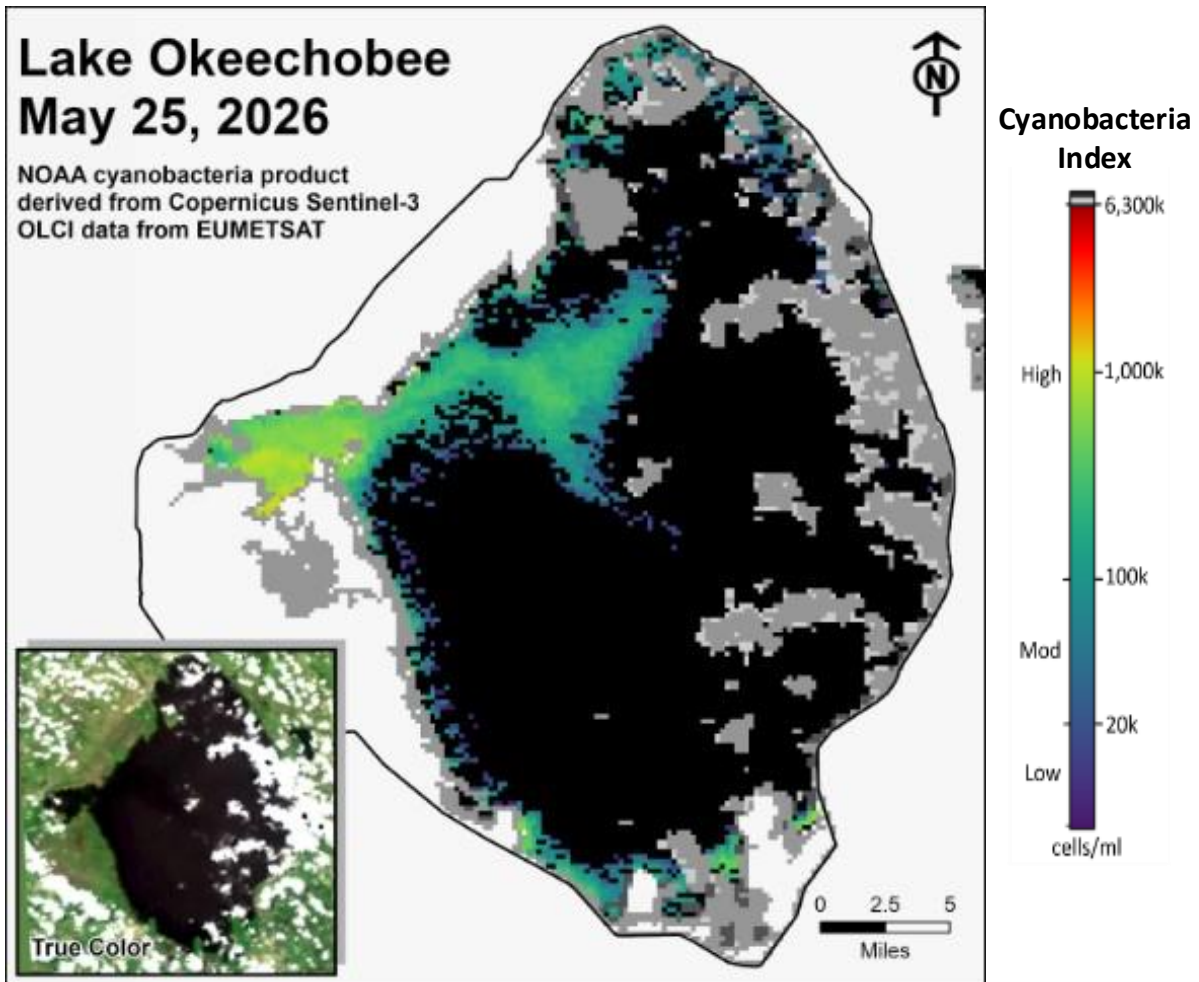 Lake Okeechobee
May 25, 2026
NOAA cyanobacteria product
derived from Copernicus Sentinel-3
OLCI data from EUMETSAT
N
Cyanobacteria
Index
6,300k
High
1,000k
100k
Mod
20k
Low
cells/ml
True Color
0 2.5 5
Miles